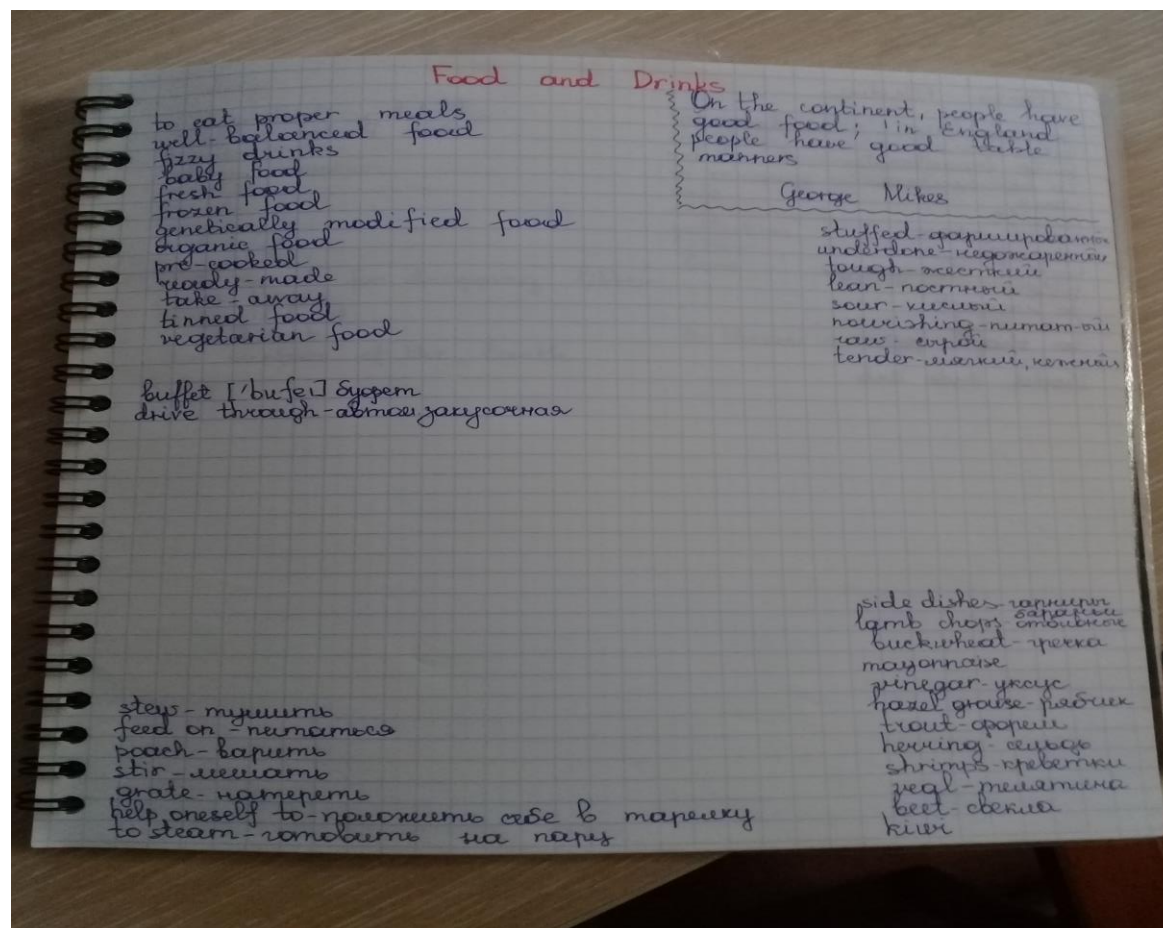 Food and Drinks
to eat proper meals
well-balanced food
fizzy drinks
baby food
fresh food
frozen food
genetically modified food
organic food
pre-cooked
ready-made
take-away
tinned food
vegetarian food
buffet ['bufeɪ] буфет
drive through-автозакусочная
On the continent, people have
good food; in England
people have good table
manners
George Mikes
stuffed-фаршированный
underdone-недожаренный
tough-жесткий
lean-постный
sour-кислый
nourishing-питат-ый
raw-сырой
tender-мягкий, нежный
side dishes-гарниры
lamb chops-бараньи отбивные
buckwheat-гречка
mayonnaise
vinegar-уксус
hazel grouse-рябчик
trout-форель
herring-сельдь
shrimps-креветки
veal-телятина
beet-свекла
kiwi
stew-тушить
feed on-питаться
poach-варить
stir-мешать
grate-натереть
help oneself to-положить себе в тарелку
to steam-готовить на пару